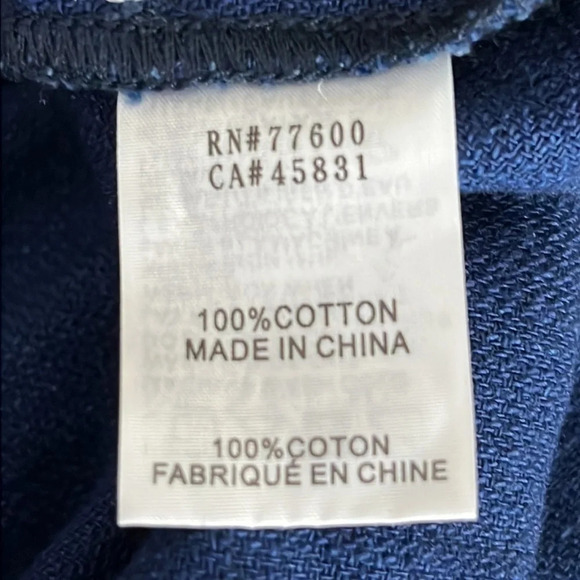 RN#77600
CA#45831
100%COTTON
MADE IN CHINA
100%COTON
FABRIQUÉ EN CHINE